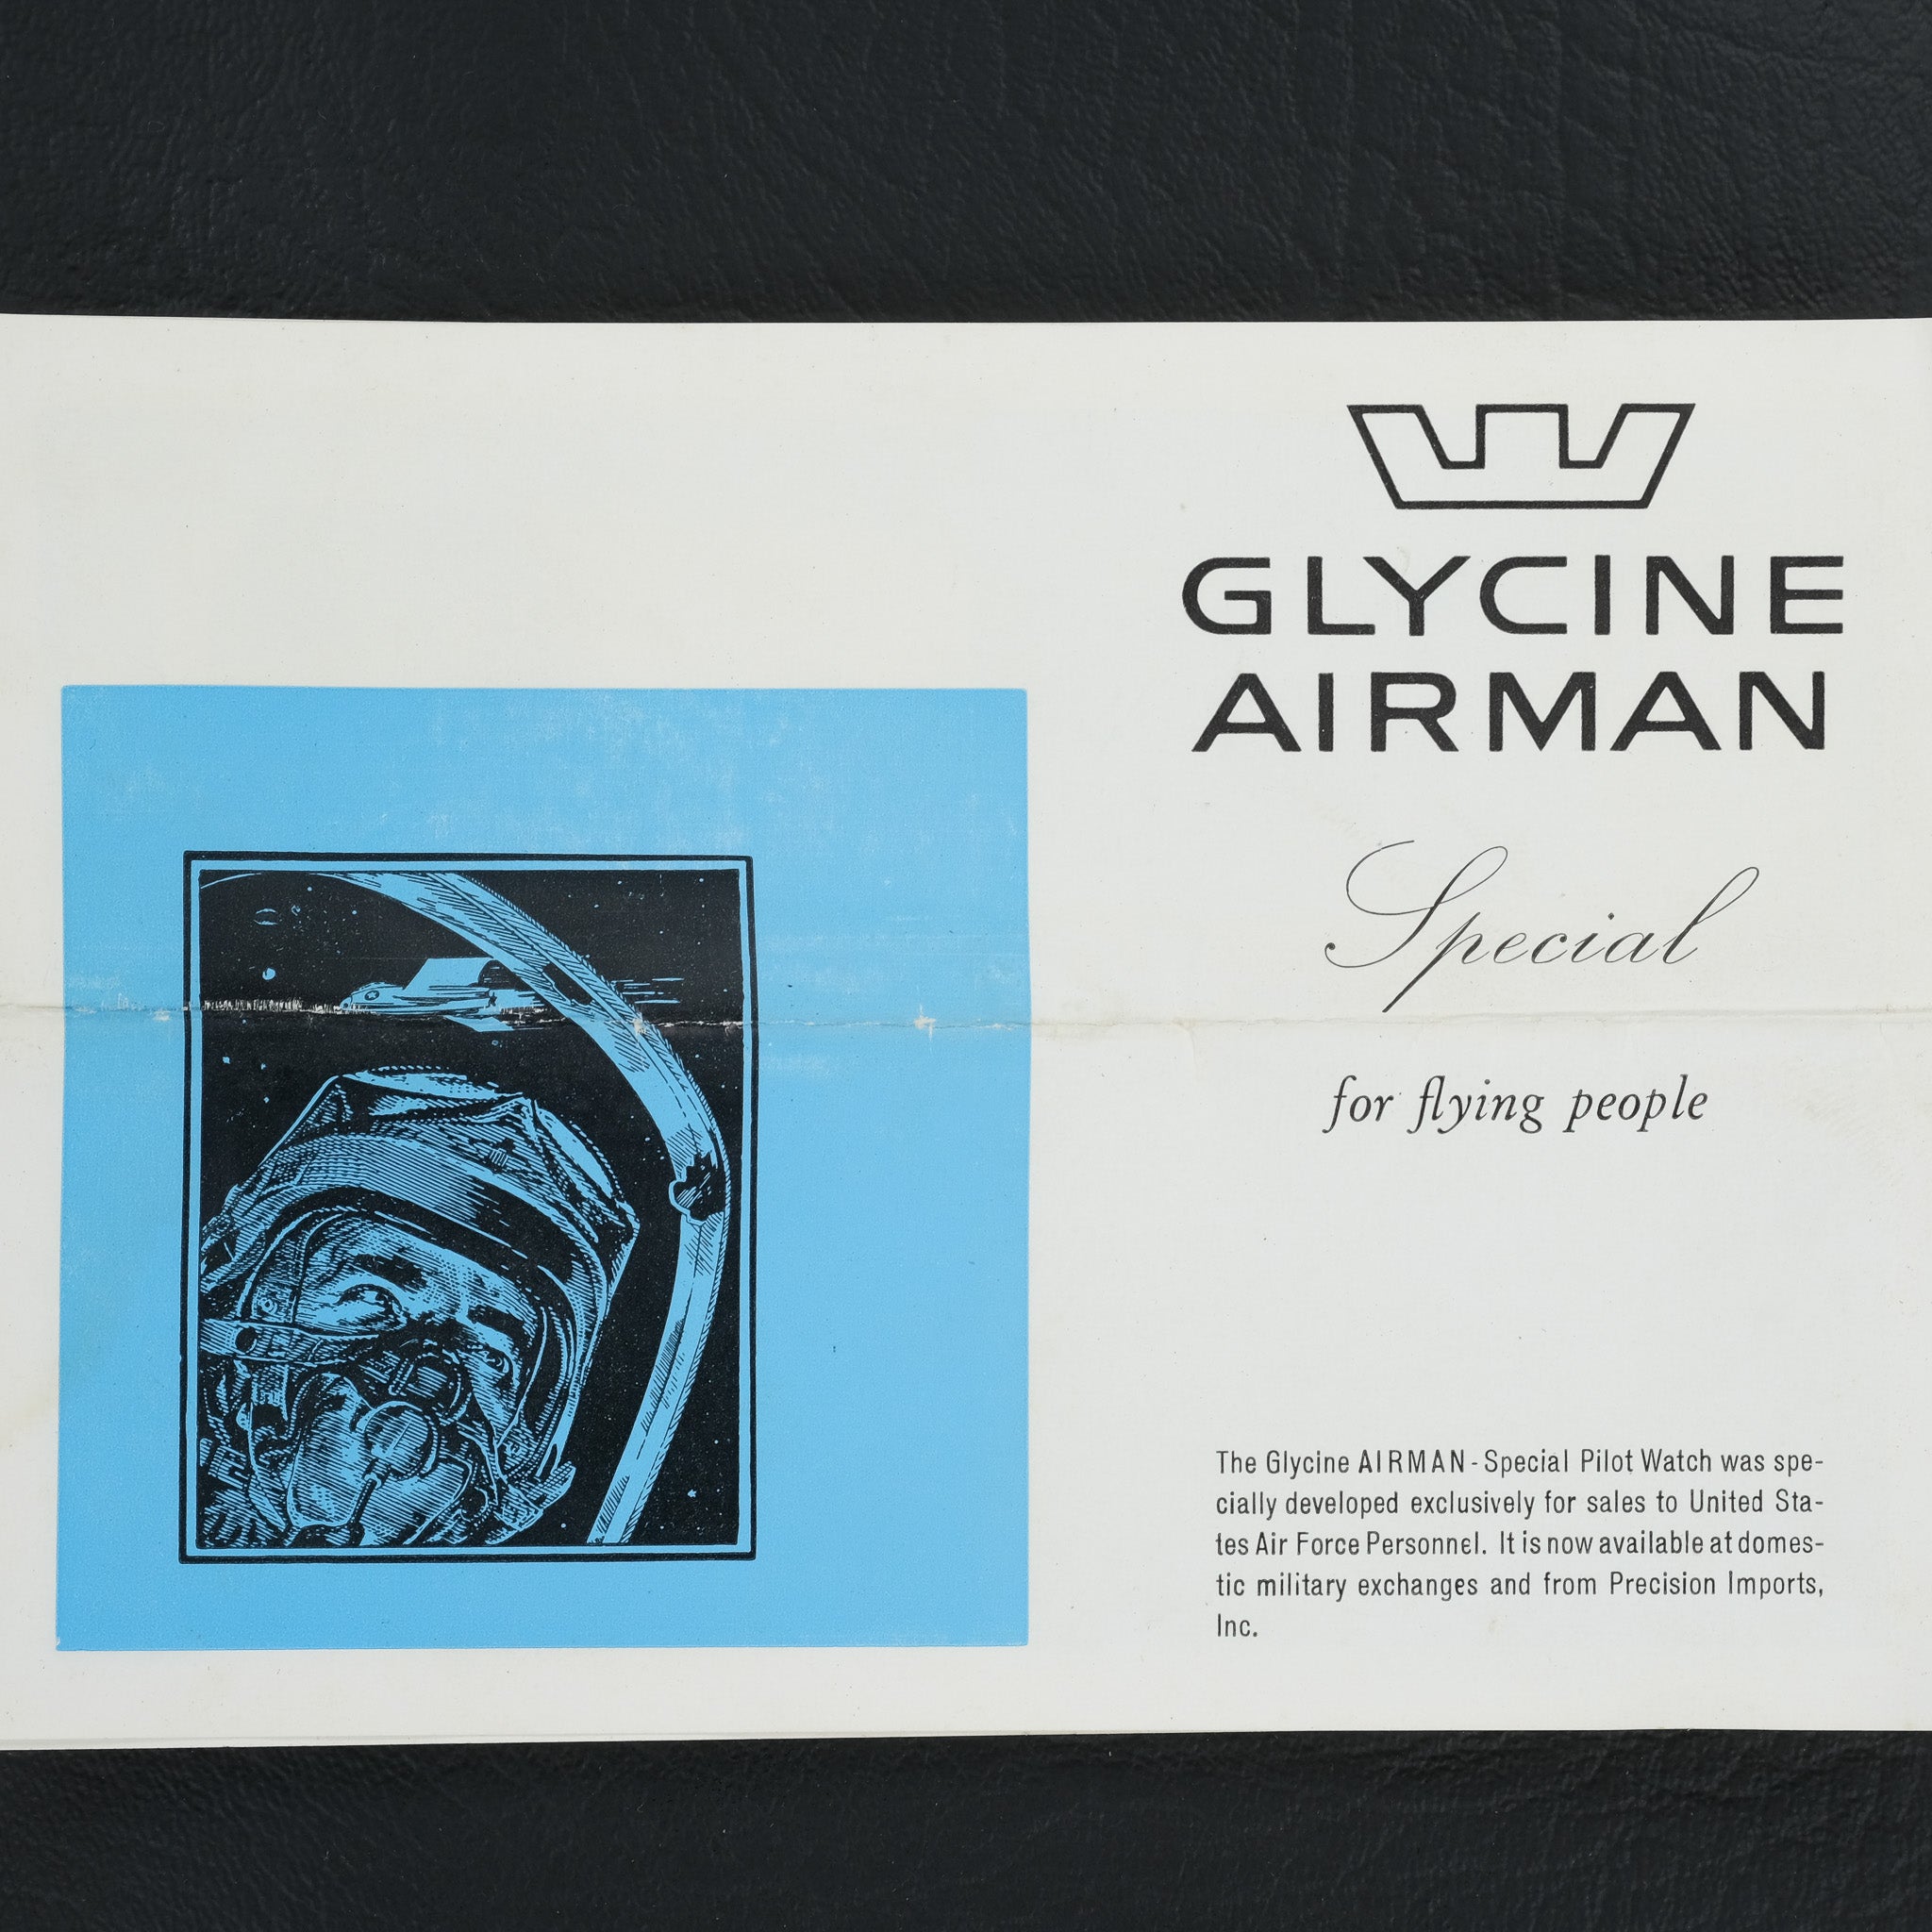 GLYCINE
AIRMAN
Special
for flying people
The Glycine AIRMAN-Special Pilot Watch was spe-
cially developed exclusively for sales to United Sta-
tes Air Force Personnel. It is now available at domes-
tic military exchanges and from Precision Imports,
Inc.